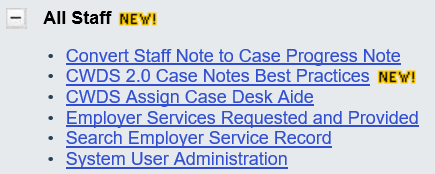 All Staff NEW!
Convert Staff Note to Case Progress Note
CWDS 2.0 Case Notes Best Practices NEW!
CWDS Assign Case Desk Aide
Employer Services Requested and Provided
Search Employer Service Record
System User Administration